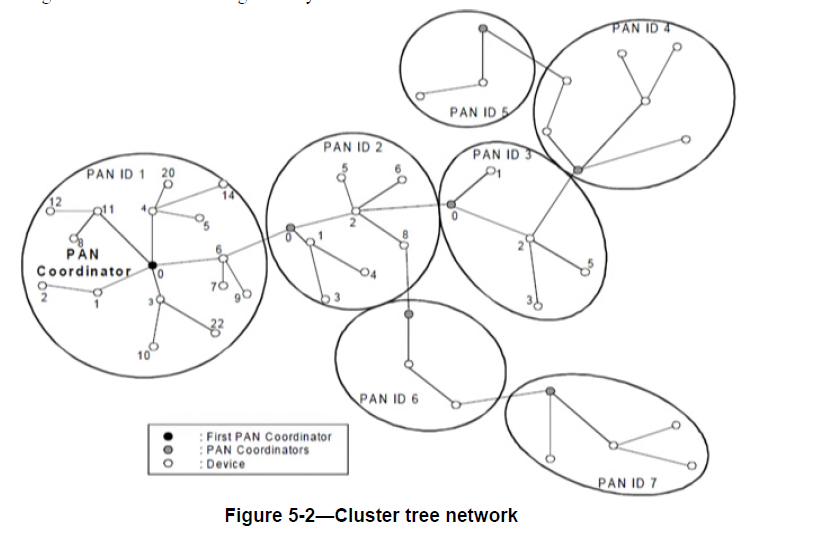 PAN ID 4
PAN ID 5
PAN ID 2
5
6
1
2
8
0
4
3
PAN ID 3
1
0
2
5
3
PAN ID 1
20
14
12
11
4
5
8
PAN
Coordinator
0
6
7
9
2
1
3
22
10
PAN ID 6
PAN ID 7
: First PAN Coordinator
: PAN Coordinators
: Device
Figure 5-2—Cluster tree network